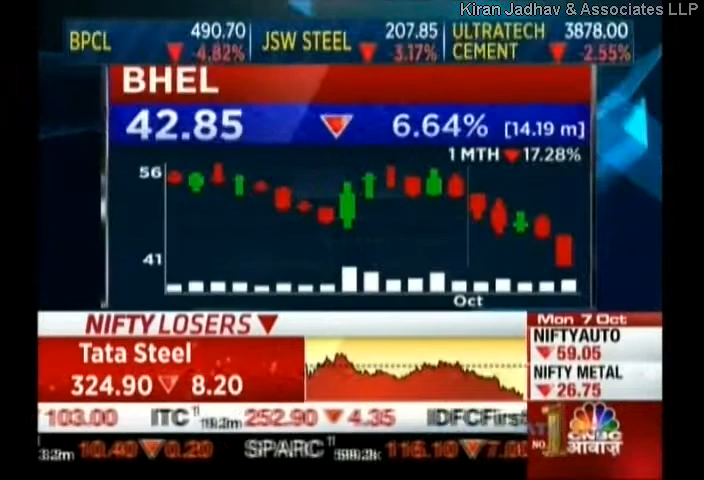 Kiran Jadhav & Associates LLP
BPCL 490.70 ▼ -4.82%
JSW STEEL 207.85 ▼ -3.17%
ULTRATECH CEMENT 3878.00 ▼ -2.55%
BHEL
42.85 ▼ 6.64% [14.19 m]
1 MTH ▼ 17.28%
56
41
Oct
NIFTY LOSERS ▼
Tata Steel
324.90 ▼ 8.20
Mon 7 Oct
NIFTYAUTO
▼ 59.05
NIFTY METAL
▼ 26.75
103.00 ITC 252.90 ▼ 4.35 IDFCFirst
10.40 ▼ 0.20 SPARC 116.10 ▼
NO. 1
CNBC
आवाज़